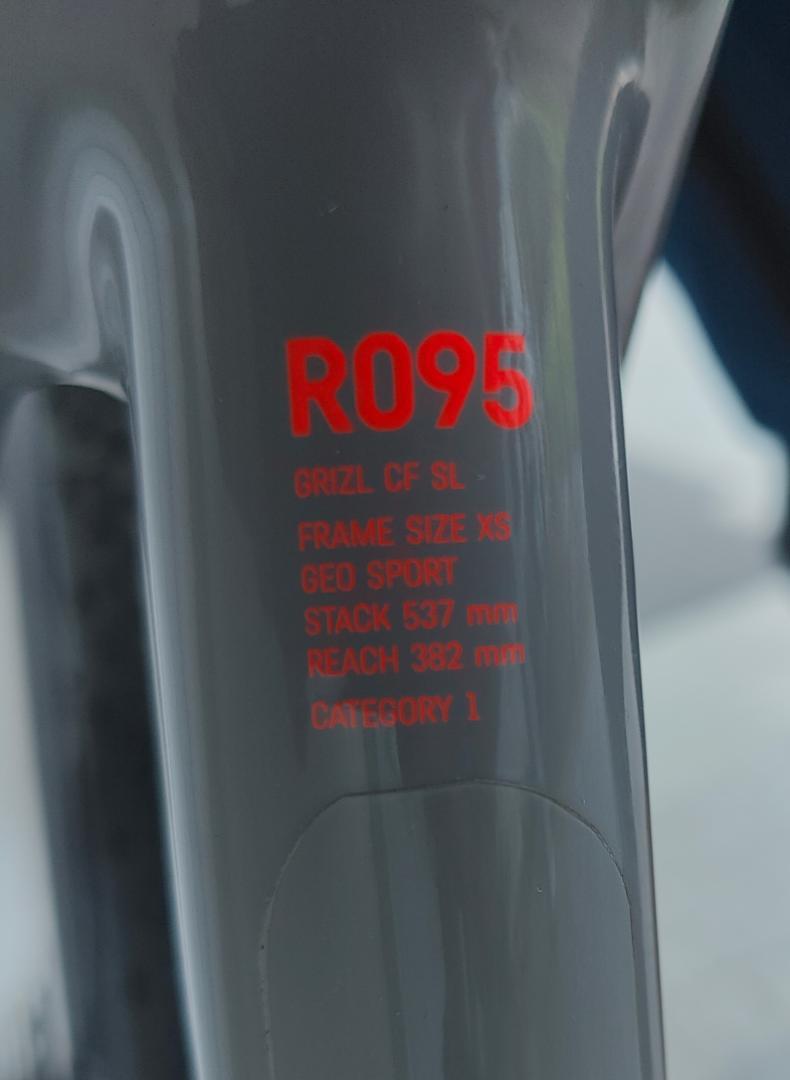 R095
GRIZL CF SL
FRAME SIZE XS
GEO SPORT
STACK 537 mm
REACH 382 mm
CATEGORY 1